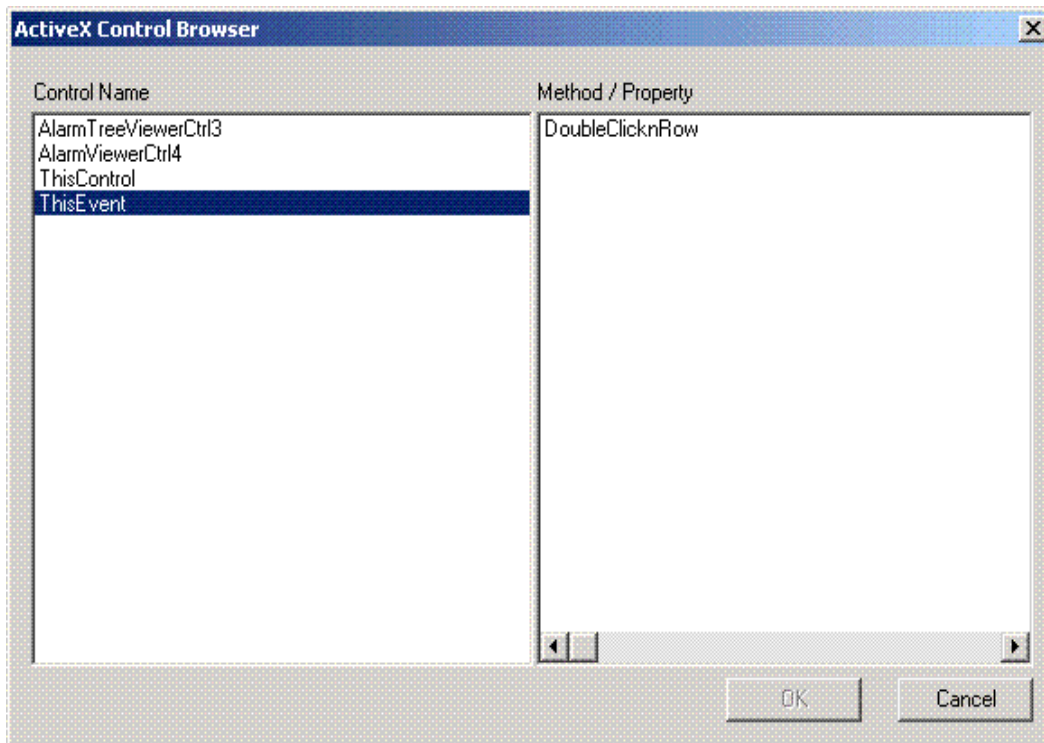 ActiveX Control Browser
Control Name
Method / Property
AlarmTreeViewerCtrl3
AlarmViewerCtrl4
ThisControl
ThisEvent
DoubleClicknRow
OK
Cancel